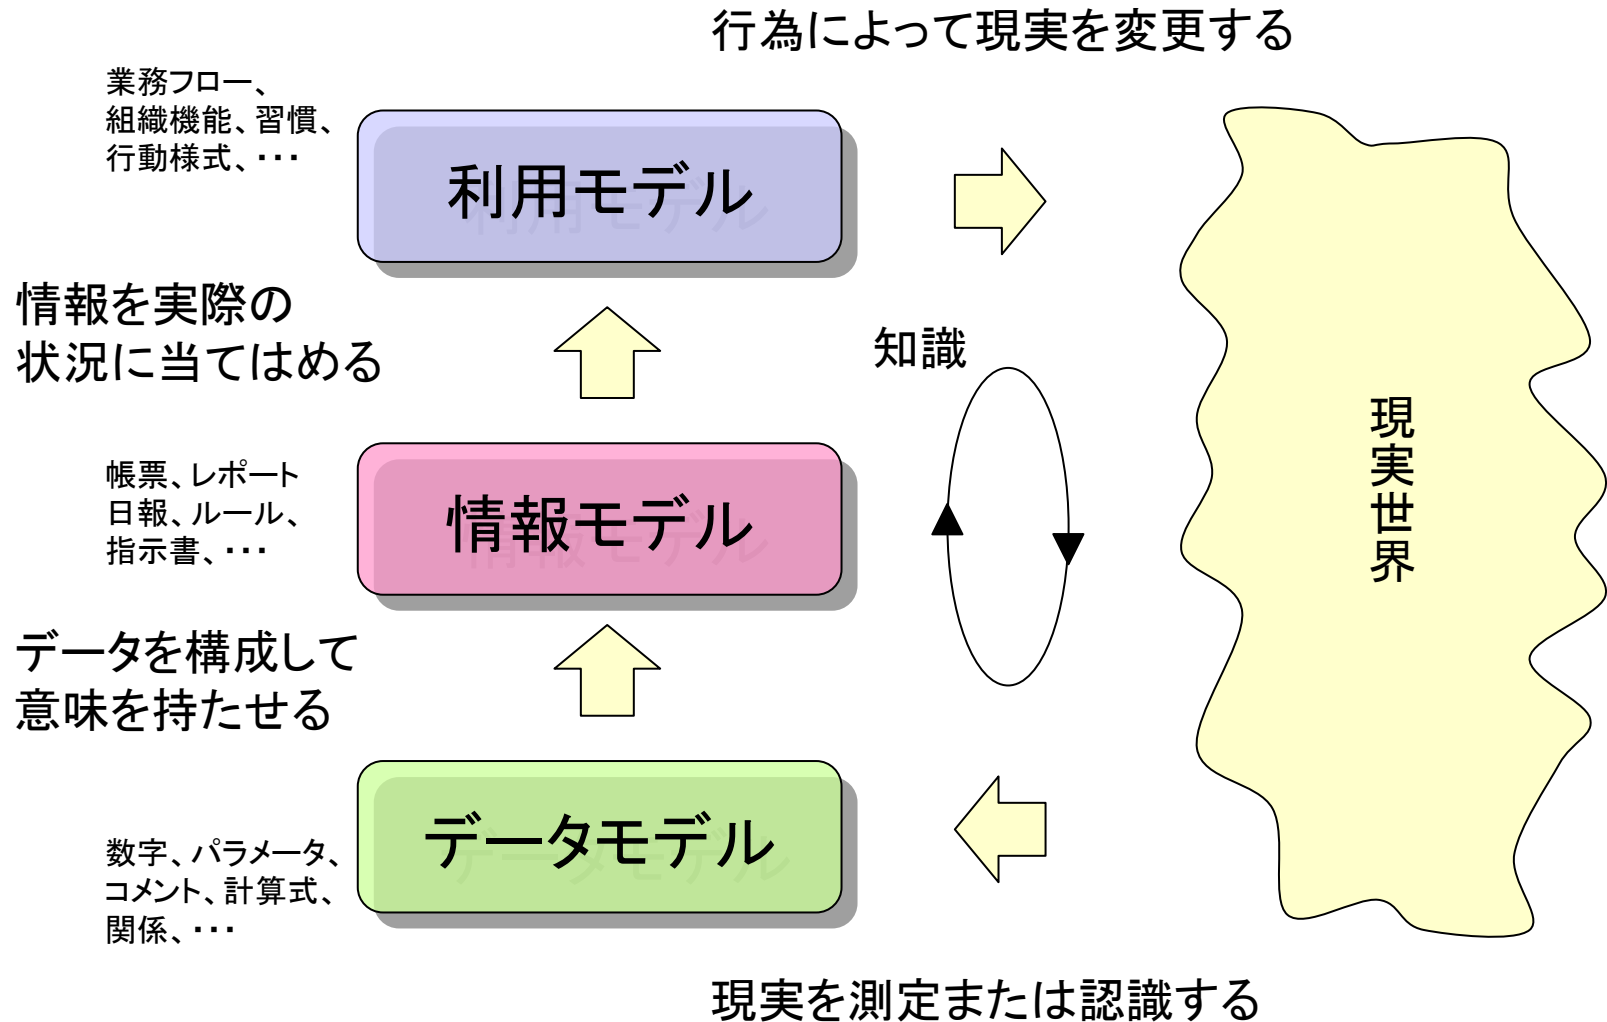 行為によって現実を変更する
業務フロー、
組織機能、習慣、
行動様式、・・・
利用モデル
情報を実際の
状況に当てはめる
知識
現実世界
帳票、レポート
日報、ルール、
指示書、・・・
情報モデル
データを構成して
意味を持たせる
データモデル
数字、パラメータ、
コメント、計算式、
関係、・・・
現実を測定または認識する